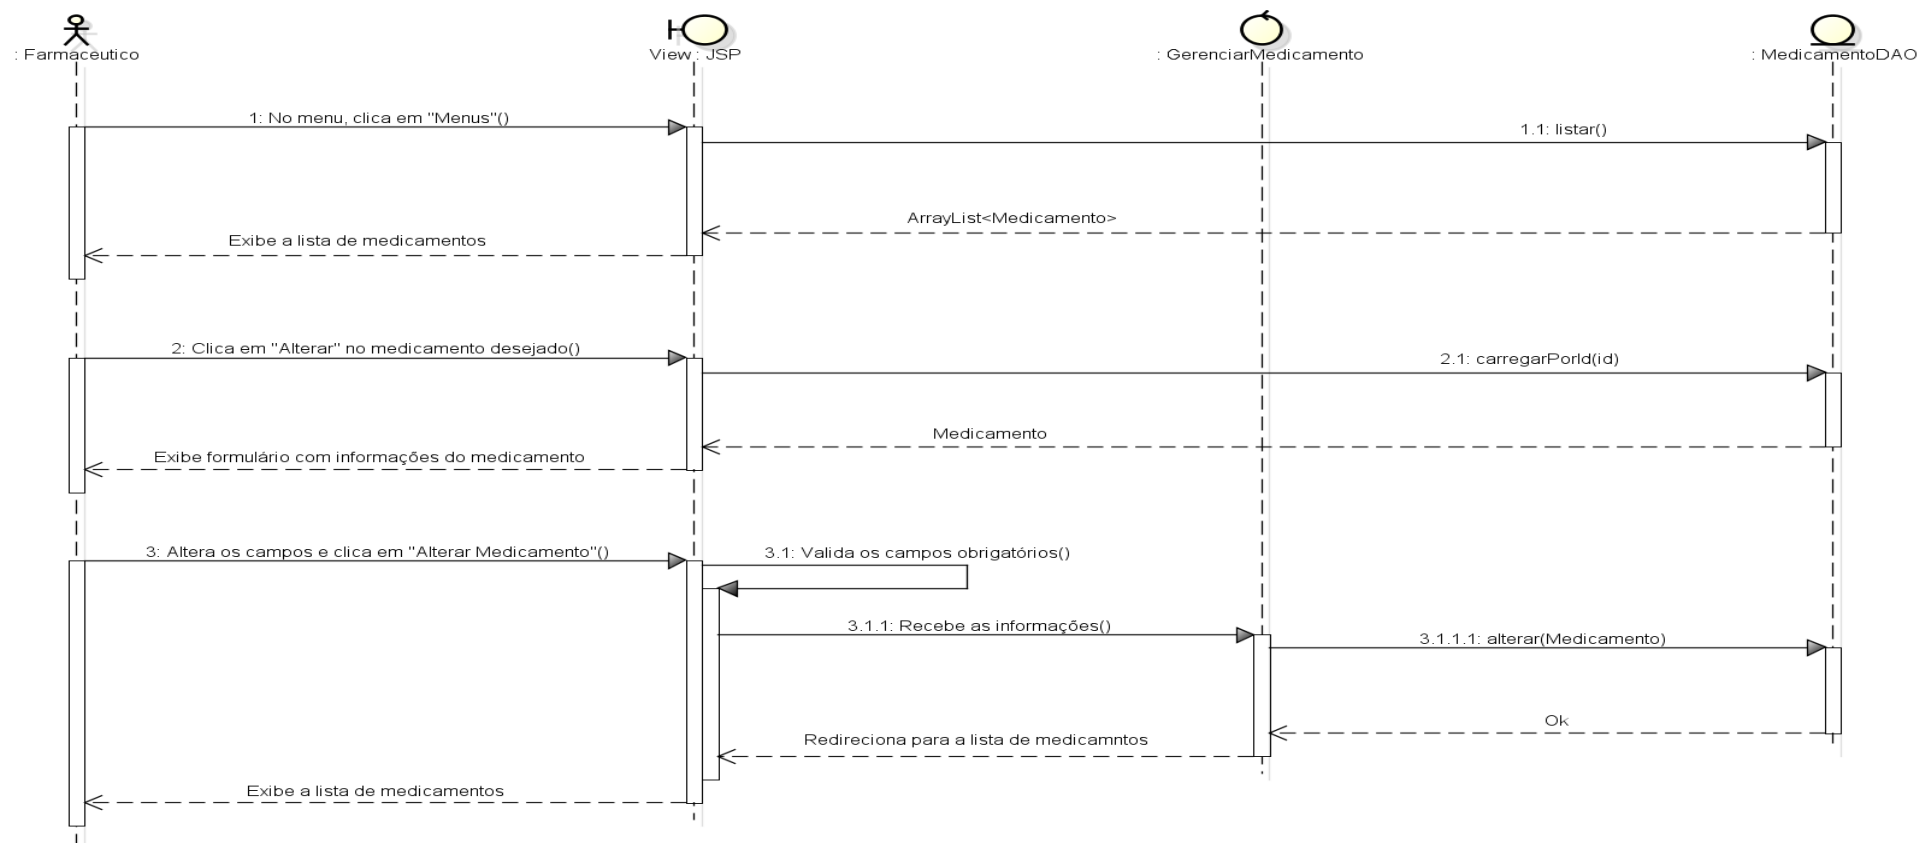 : Farmaceutico
View : JSP
: GerenciarMedicamento
: MedicamentoDAO
1: No menu, clica em "Menus"()
1.1: listar()
ArrayList<Medicamento>
Exibe a lista de medicamentos
2: Clica em "Alterar" no medicamento desejado()
2.1: carregarPorId(id)
Medicamento
Exibe formulário com informações do medicamento
3: Altera os campos e clica em "Alterar Medicamento"()
3.1: Valida os campos obrigatórios()
3.1.1: Recebe as informações()
3.1.1.1: alterar(Medicamento)
Ok
Redireciona para a lista de medicamntos
Exibe a lista de medicamentos